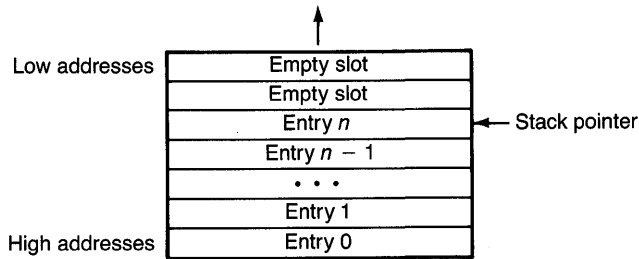 Low addresses
Empty slot
Empty slot
Entry n
Stack pointer
Entry n − 1
• • •
Entry 1
High addresses
Entry 0